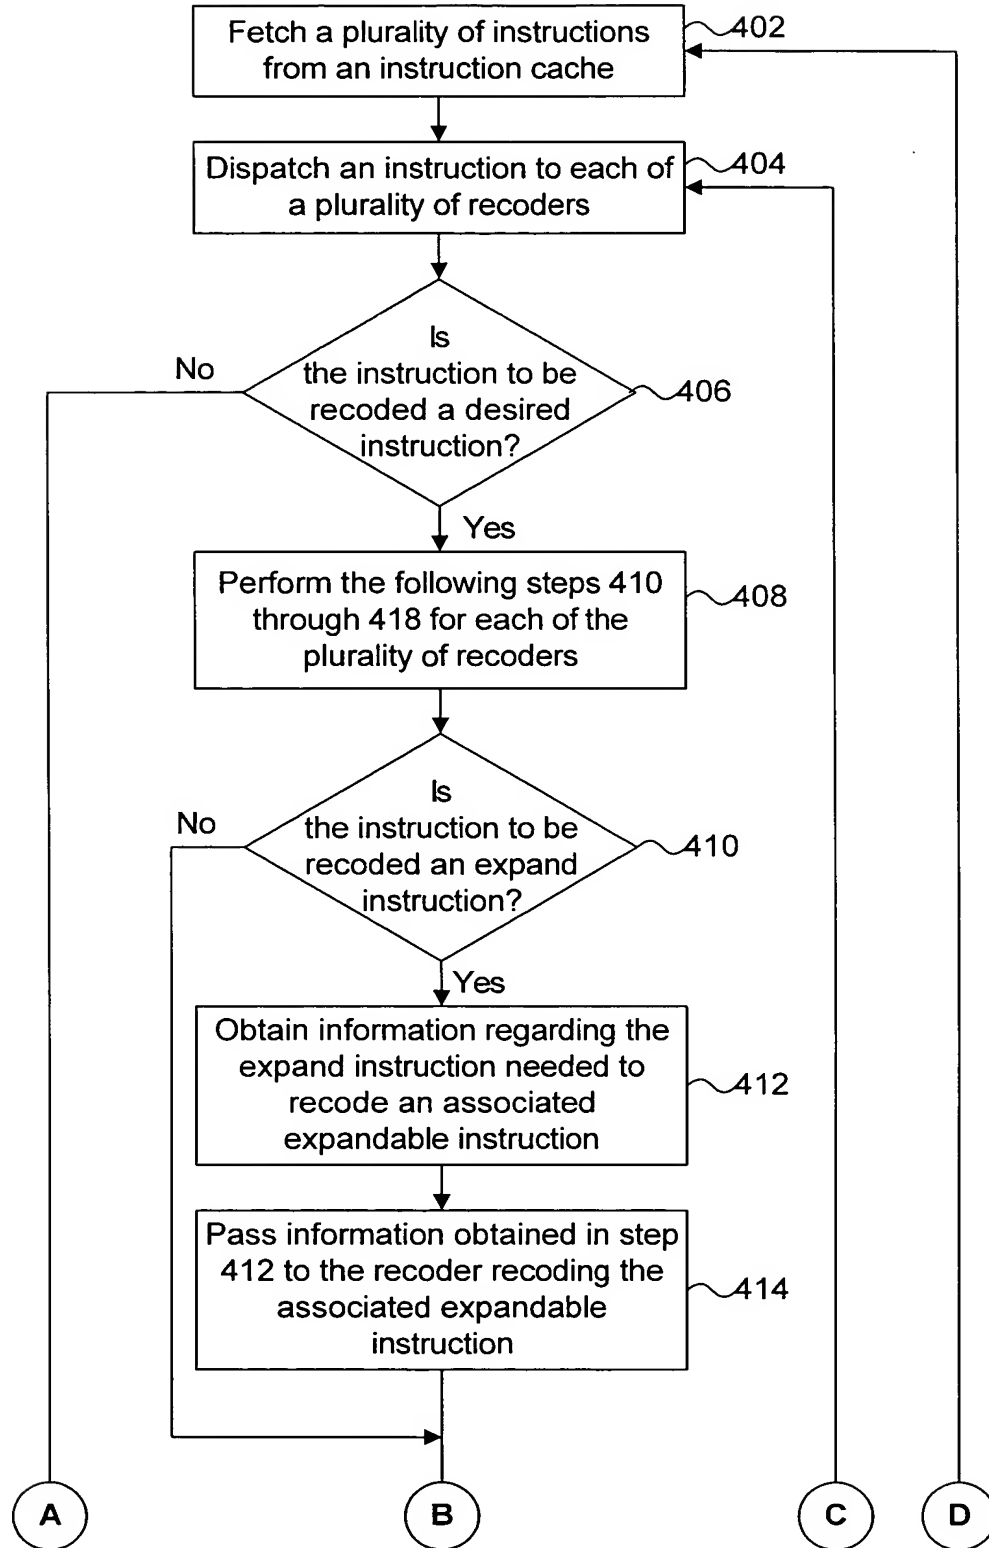 Fetch a plurality of instructions
from an instruction cache
402
Dispatch an instruction to each of
a plurality of recoders
404
Is
the instruction to be
recoded a desired
instruction?
No
406
Yes
Perform the following steps 410
through 418 for each of the
plurality of recoders
408
Is
the instruction to be
recoded an expand
instruction?
No
410
Yes
Obtain information regarding the
expand instruction needed to
recode an associated
expandable instruction
412
Pass information obtained in step
412 to the recoder recoding the
associated expandable
instruction
414
A
B
C
D